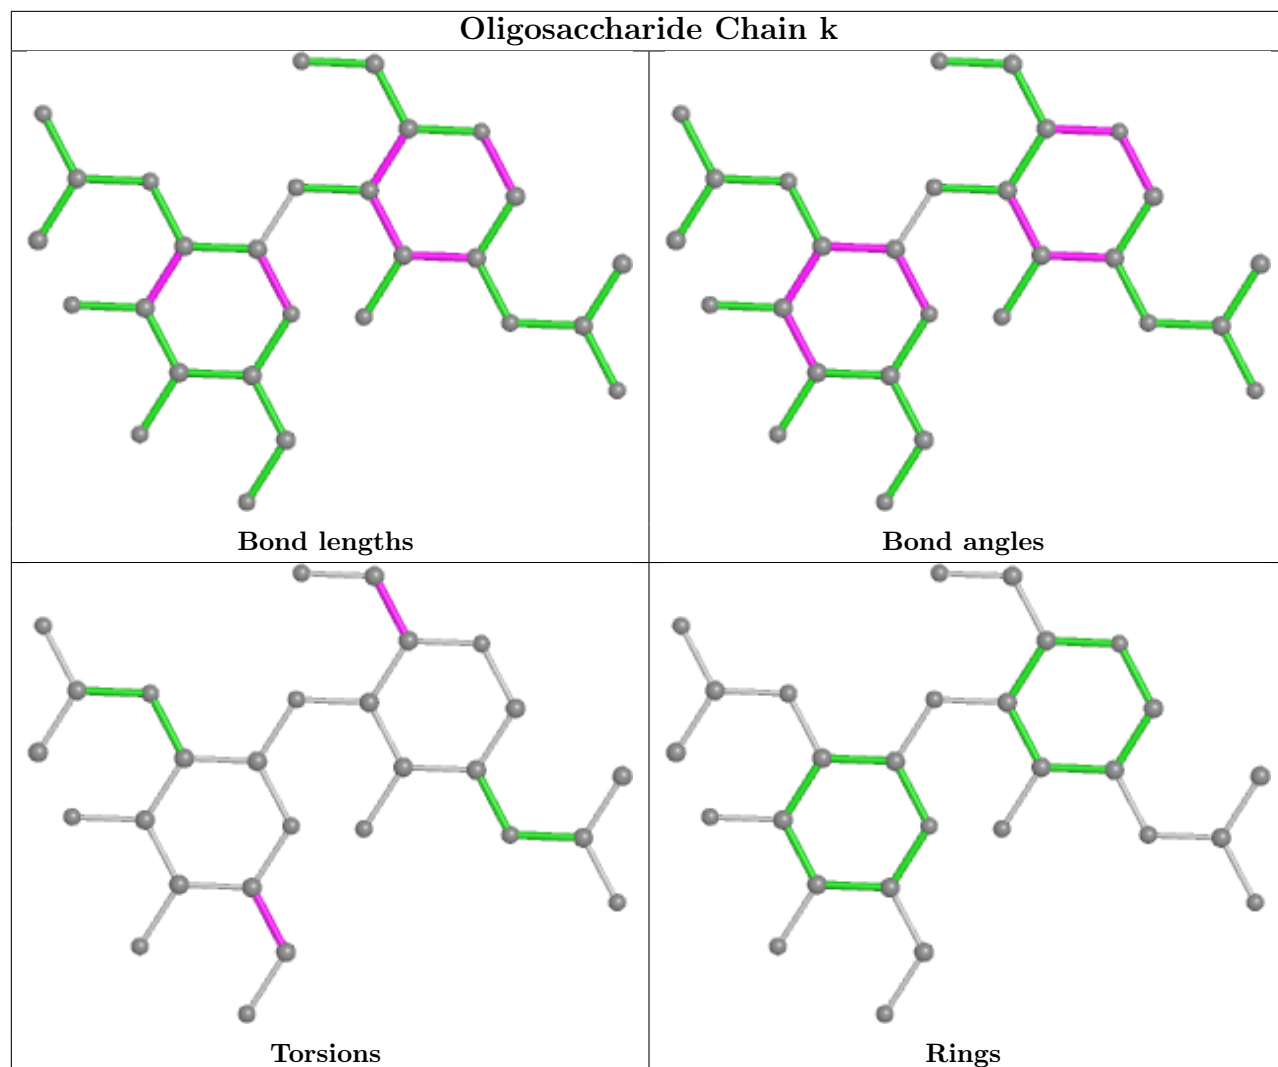 Oligosaccharide Chain k
Bond lengths
Bond angles
Torsions
Rings